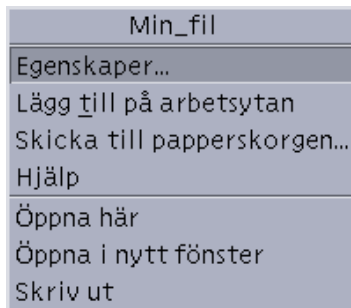 Min_fil
Egenskaper...
Lägg till på arbetsytan
Skicka till papperskorgen...
Hjälp
Öppna här
Öppna i nytt fönster
Skriv ut